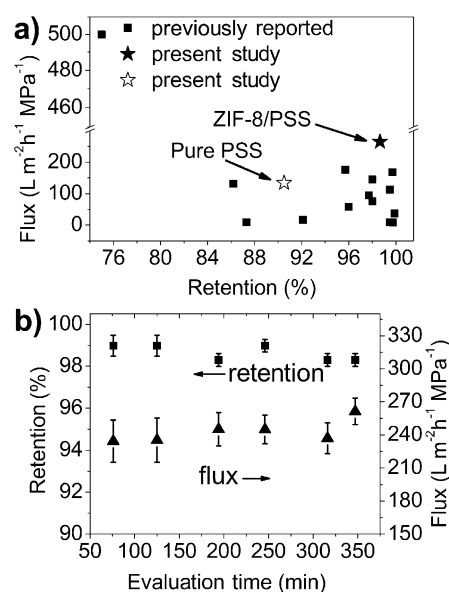 a)
500
480
460
200
100
0
Flux (L m⁻²h⁻¹ MPa⁻¹)
previously reported
present study
present study
ZIF-8/PSS
Pure PSS
76 80 84 88 92 96 100
Retention (%)
b)
100
98
96
94
92
90
Retention (%)
retention
flux
330
300
270
240
210
180
150
Flux (L m⁻²h⁻¹ MPa⁻¹)
50 100 150 200 250 300 350
Evaluation time (min)